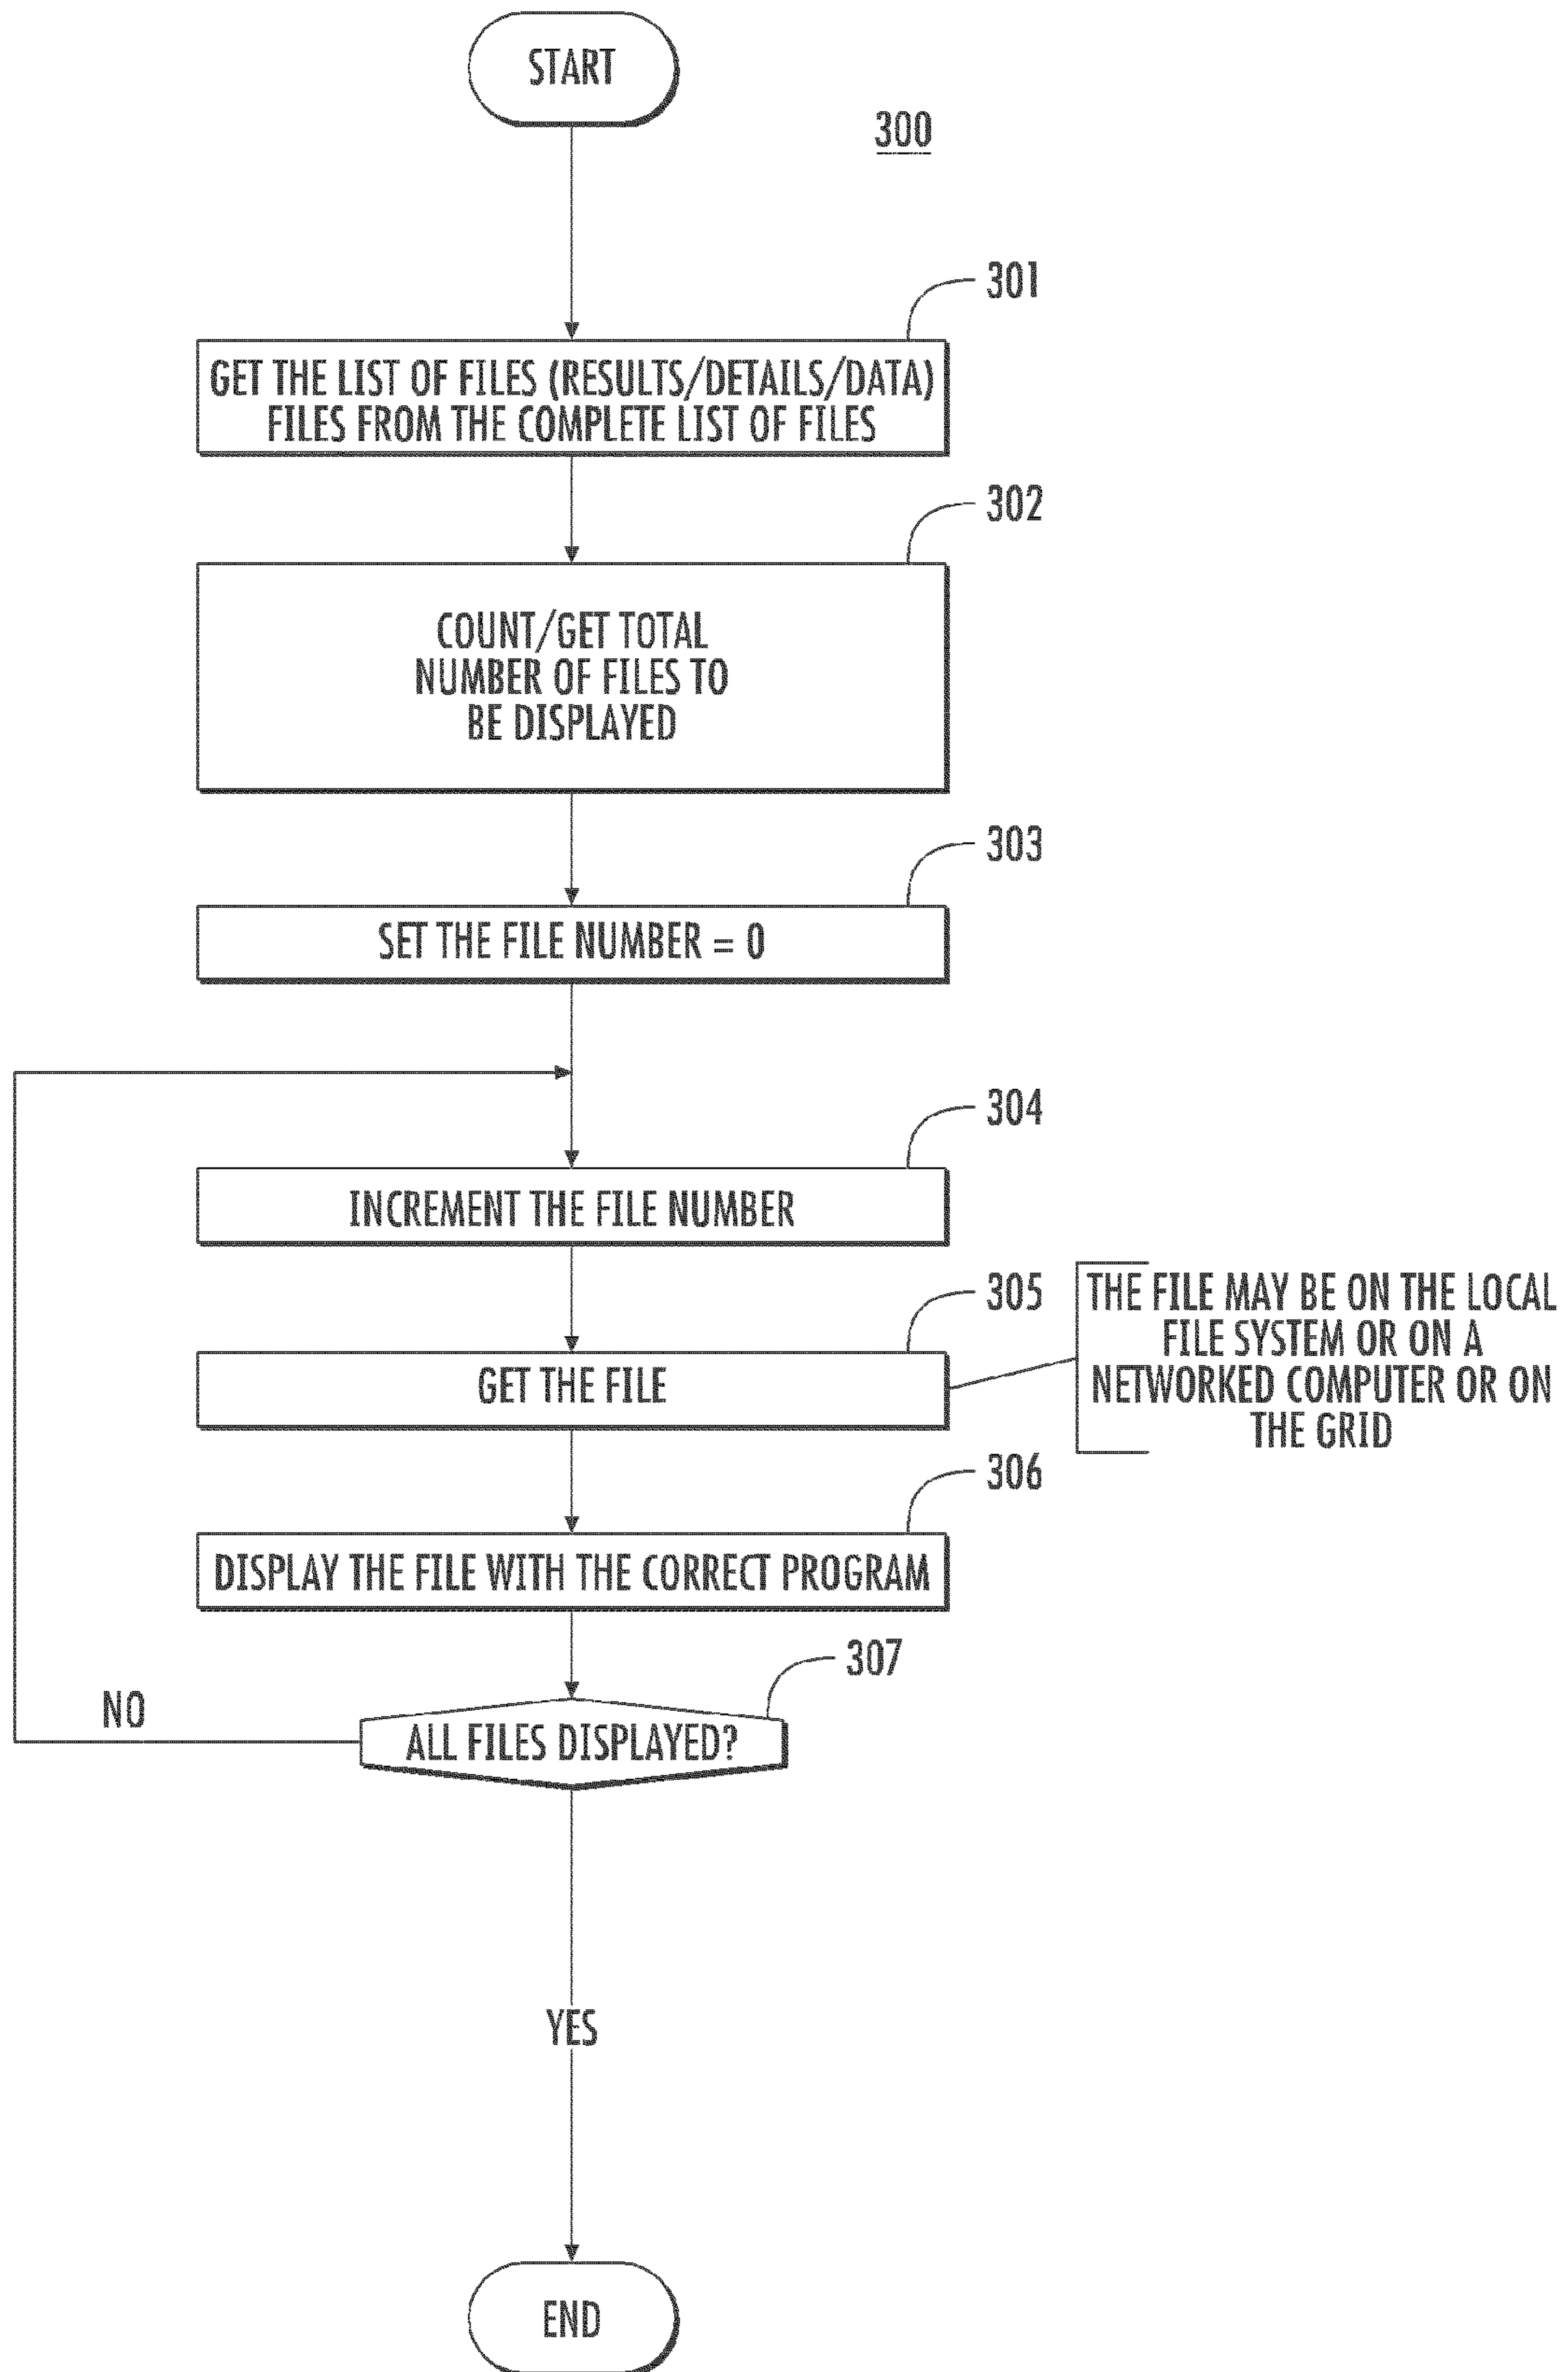 START
300
301
GET THE LIST OF FILES (RESULTS/DETAILS/DATA)
FILES FROM THE COMPLETE LIST OF FILES
302
COUNT/GET TOTAL
NUMBER OF FILES TO
BE DISPLAYED
303
SET THE FILE NUMBER = 0
304
INCREMENT THE FILE NUMBER
305
GET THE FILE
THE FILE MAY BE ON THE LOCAL
FILE SYSTEM OR ON A
NETWORKED COMPUTER OR ON
THE GRID
306
DISPLAY THE FILE WITH THE CORRECT PROGRAM
307
ALL FILES DISPLAYED?
NO
YES
END